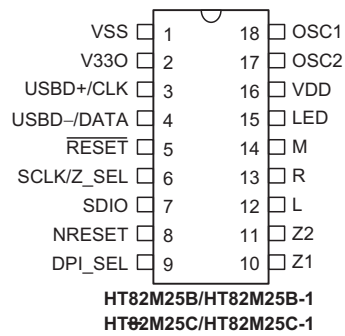 VSS 1 18 OSC1
V33O 2 17 OSC2
USBD+/CLK 3 16 VDD
USBD–/DATA 4 15 LED
RESET 5 14 M
SCLK/Z_SEL 6 13 R
SDIO 7 12 L
NRESET 8 11 Z2
DPI_SEL 9 10 Z1
HT82M25B/HT82M25B-1
HT82M25C/HT82M25C-1